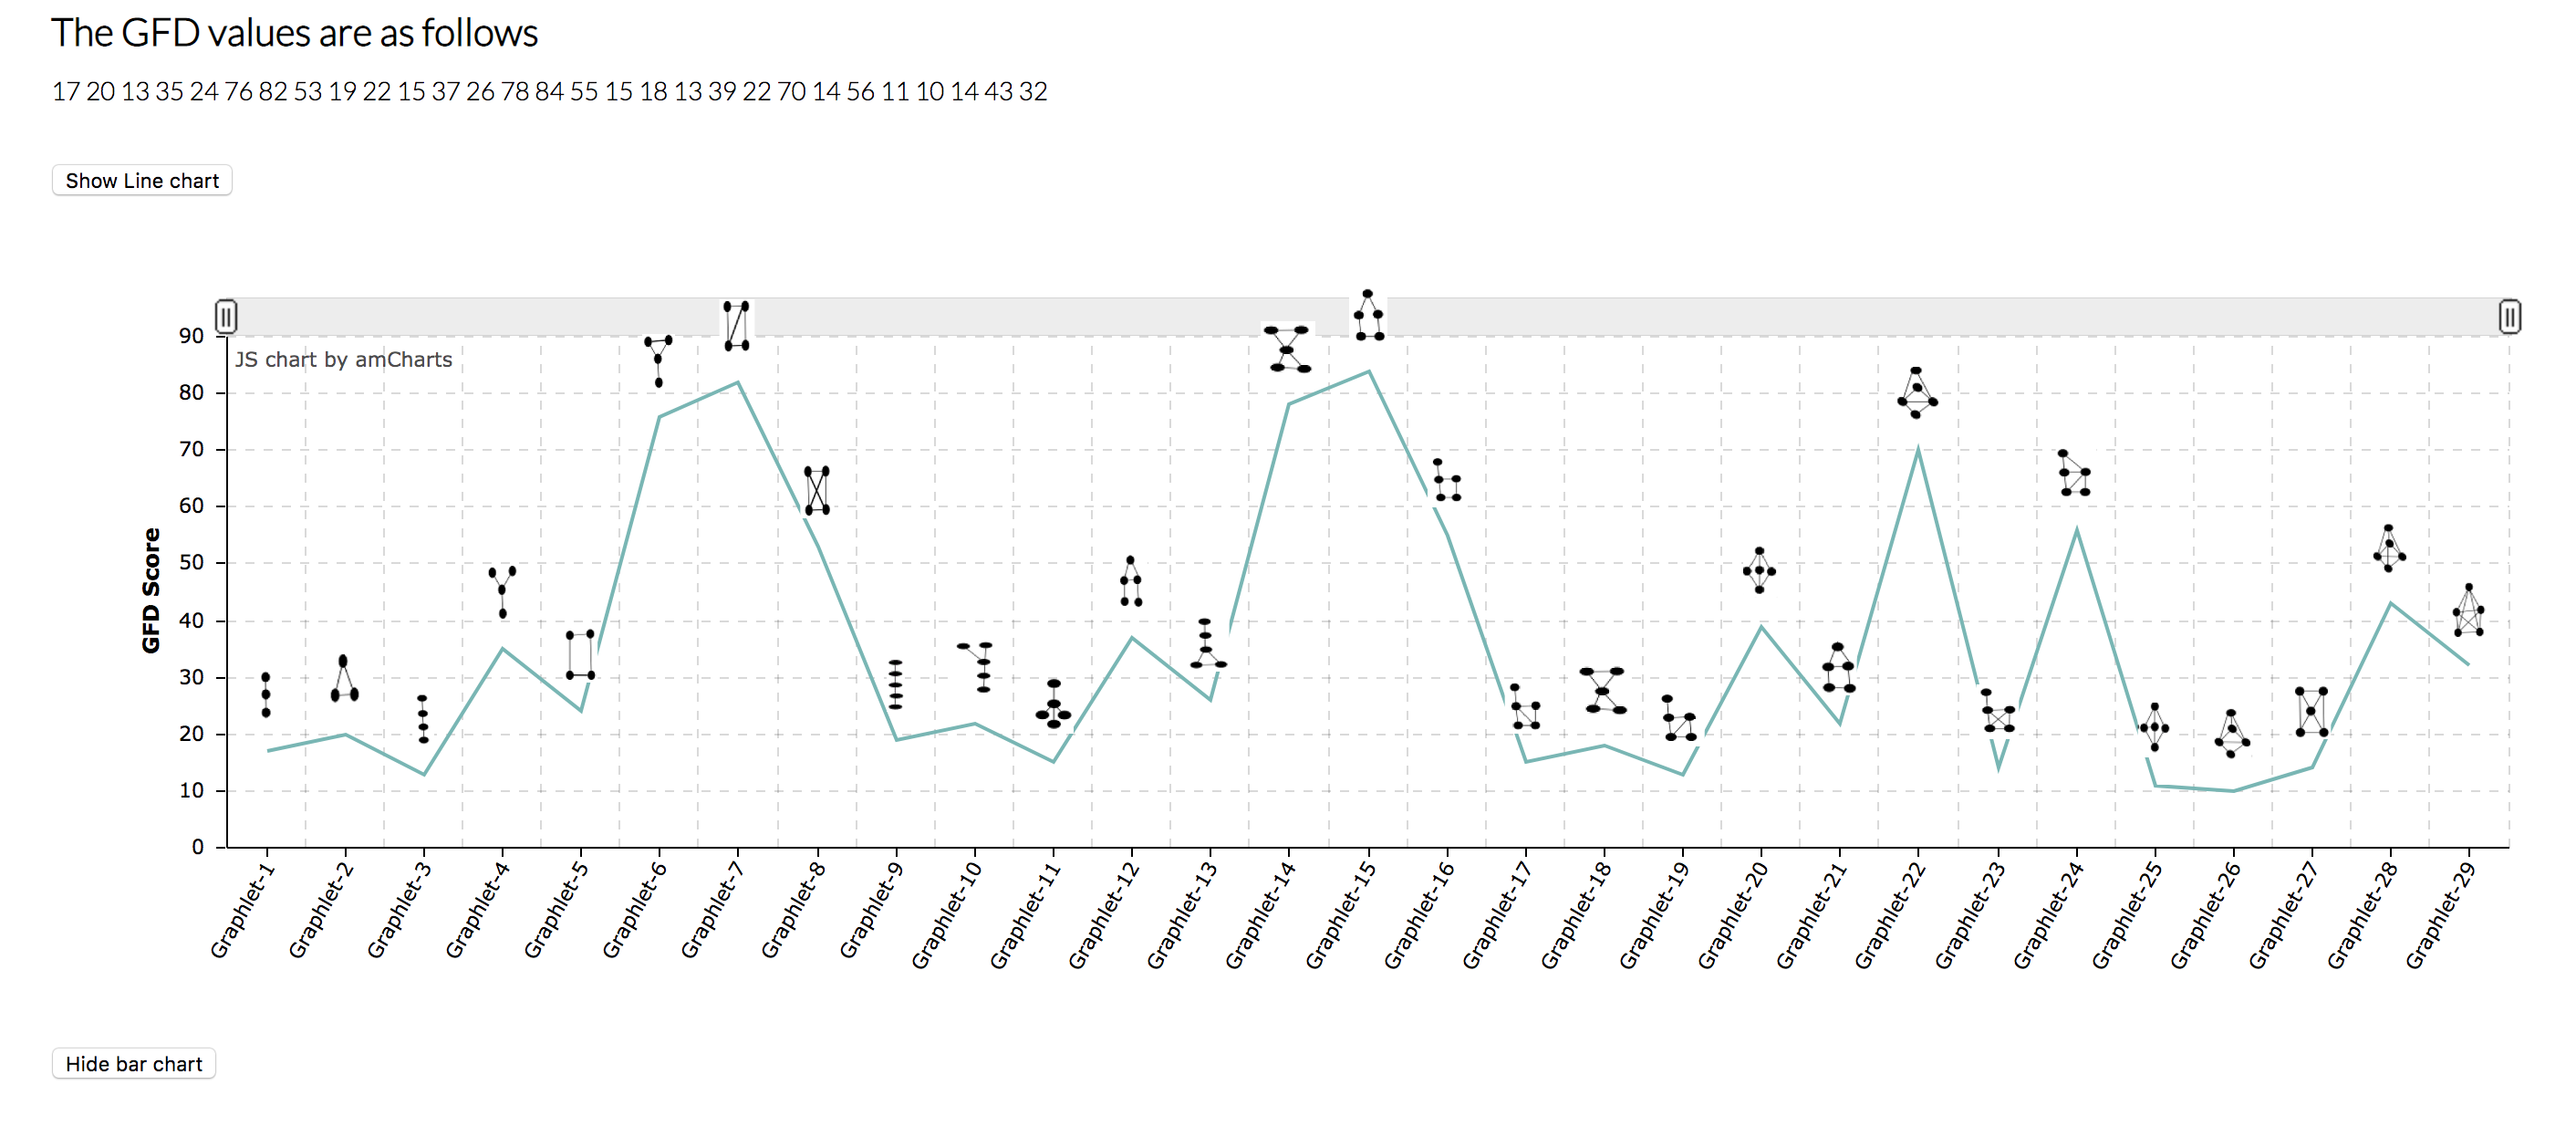 The GFD values are as follows
17 20 13 35 24 76 82 53 19 22 15 37 26 78 84 55 15 18 13 39 22 70 14 56 11 10 14 43 32
Show Line chart
90
JS chart by amCharts
80
70
60
50
40
30
20
10
0
GFD Score
Graphlet-1
Graphlet-2
Graphlet-3
Graphlet-4
Graphlet-5
Graphlet-6
Graphlet-7
Graphlet-8
Graphlet-9
Graphlet-10
Graphlet-11
Graphlet-12
Graphlet-13
Graphlet-14
Graphlet-15
Graphlet-16
Graphlet-17
Graphlet-18
Graphlet-19
Graphlet-20
Graphlet-21
Graphlet-22
Graphlet-23
Graphlet-24
Graphlet-25
Graphlet-26
Graphlet-27
Graphlet-28
Graphlet-29
Hide bar chart